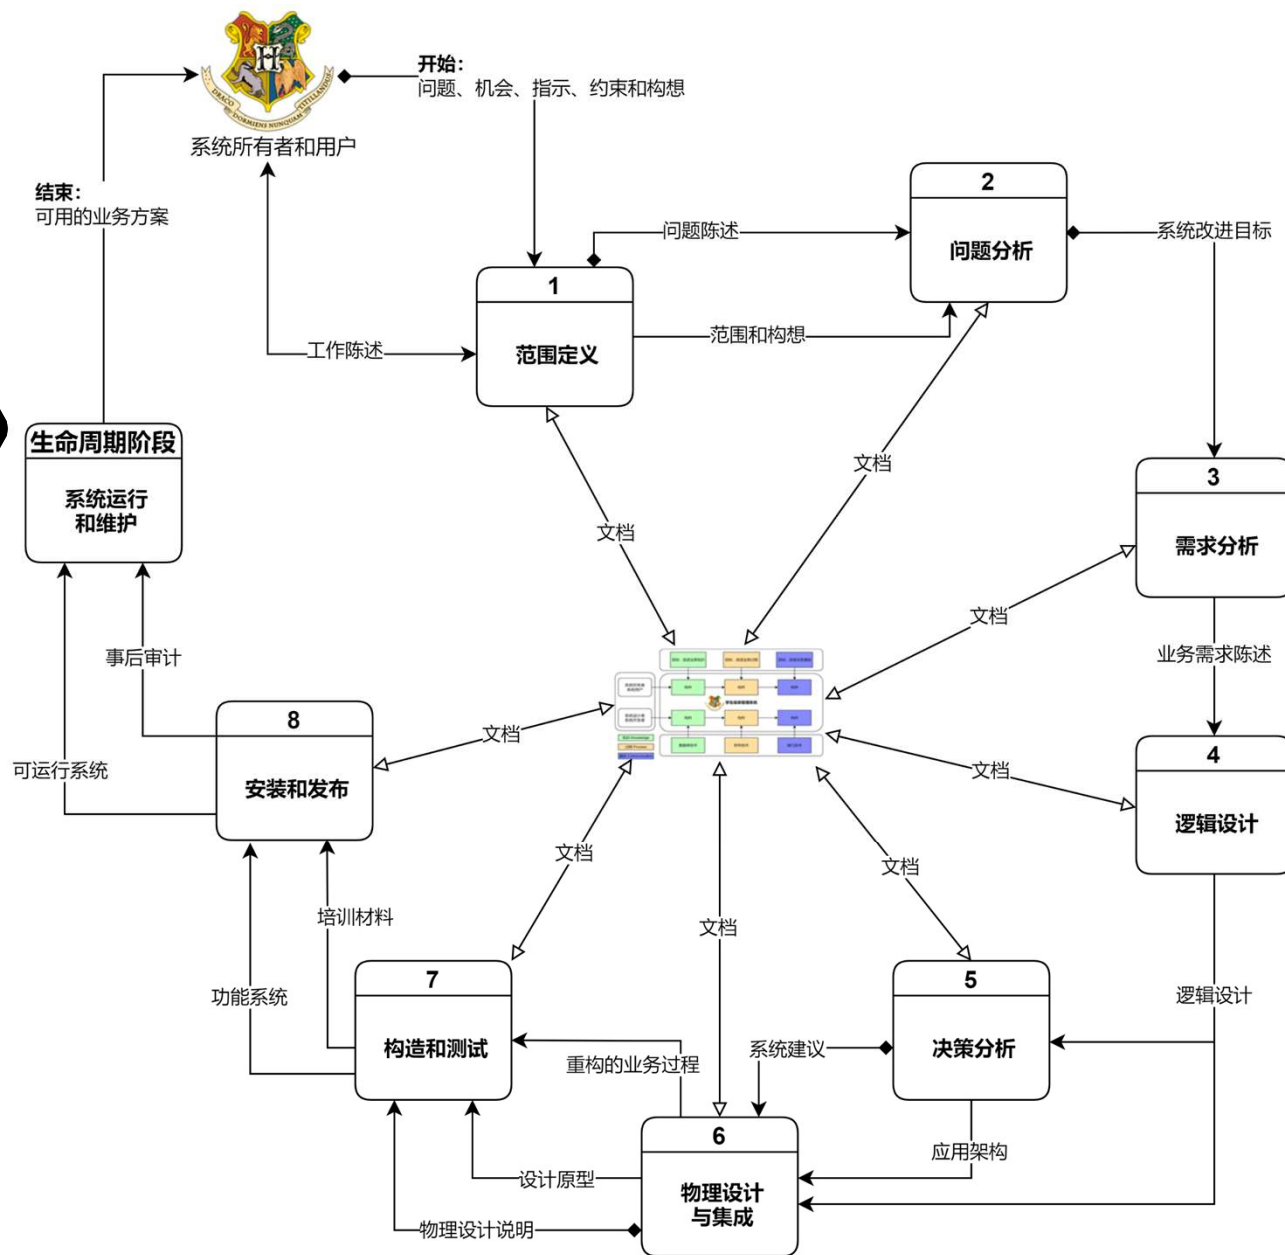 DRACO DORMIENS NUNQUAM TITILLANDUS
H
系统所有者和用户
开始：
问题、机会、指示、约束和构想
结束：
可用的业务方案
工作陈述
1
范围定义
问题陈述
范围和构想
2
问题分析
系统改进目标
文档
文档
3
需求分析
文档
业务需求陈述
生命周期阶段
系统运行
和维护
事后审计
可运行系统
8
安装和发布
文档
文档
4
逻辑设计
文档
文档
文档
培训材料
功能系统
7
构造和测试
重构的业务过程
系统建议
5
决策分析
逻辑设计
应用架构
设计原型
物理设计说明
6
物理设计
与集成